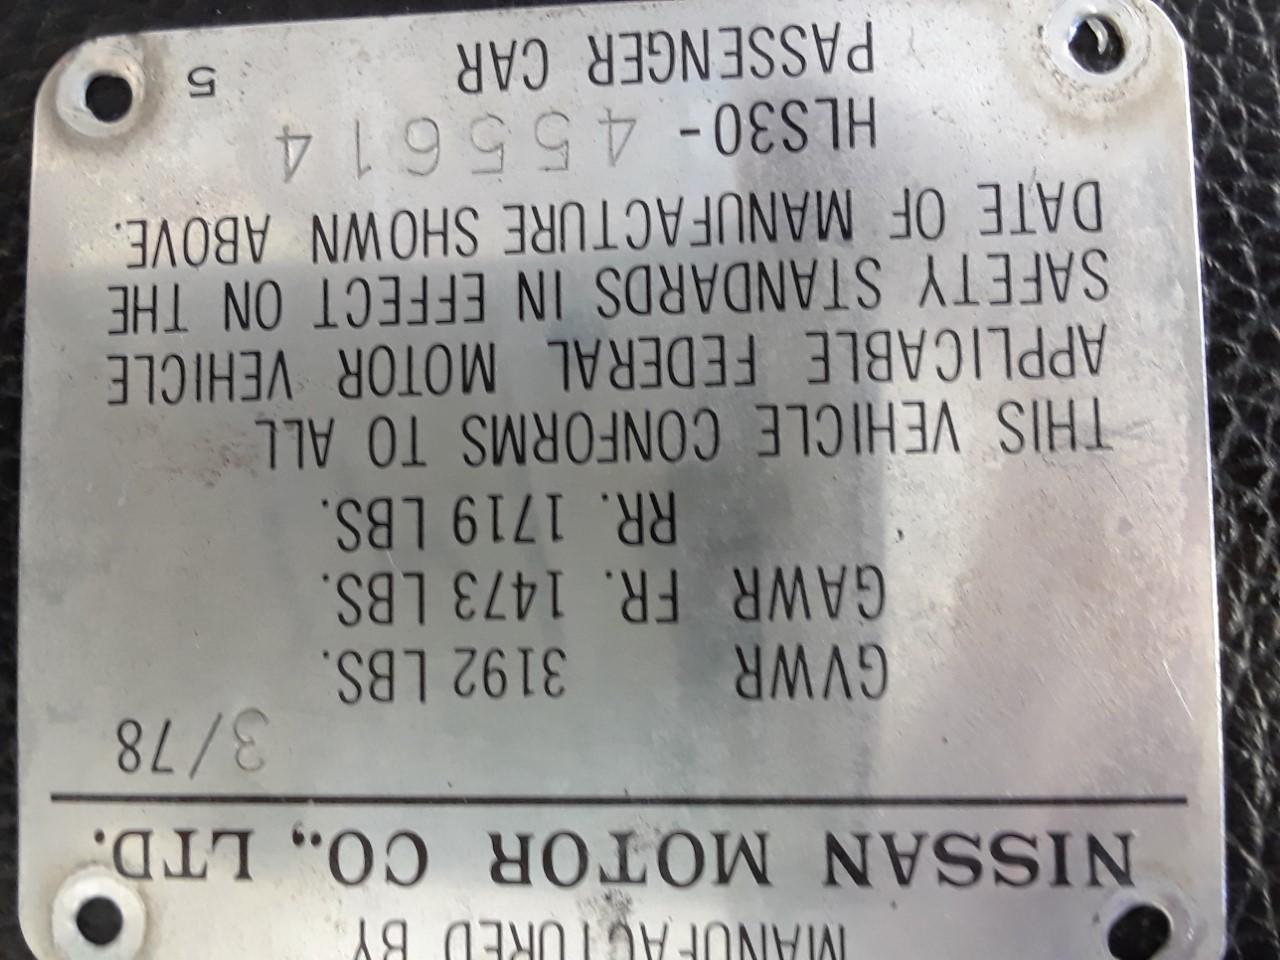 MANUFACTURED BY
NISSAN MOTOR CO., LTD.
3/78
GVWR 3192 LBS.
GAWR FR. 1473 LBS.
RR. 1719 LBS.
THIS VEHICLE CONFORMS TO ALL
APPLICABLE FEDERAL MOTOR VEHICLE
SAFETY STANDARDS IN EFFECT ON THE
DATE OF MANUFACTURE SHOWN ABOVE.
HLS30- 455614
PASSENGER CAR 5